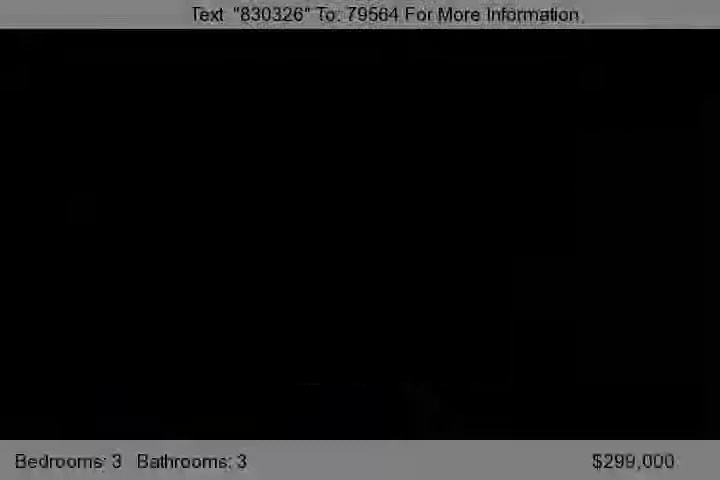 Text "830326" To: 79564 For More Information
Bedrooms: 3 Bathrooms: 3 $299,000